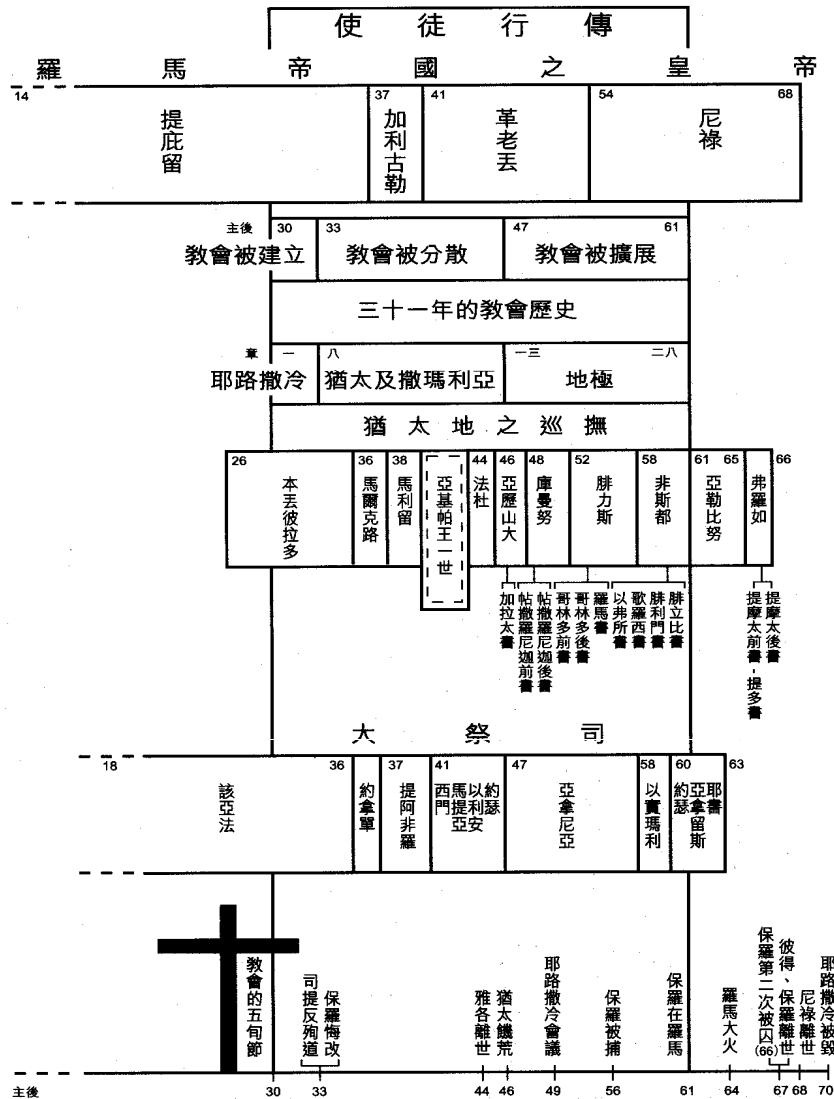 使徒行傳
羅馬帝國之皇帝
14 37 41 54 68
提庇留
加利古勒
革老丟
尼祿
主後 30 33 47 61
教會被建立 教會被分散 教會被擴展
三十一年的教會歷史
章 一 八 一三 二八
耶路撒冷 猶太及撒瑪利亞 地極
猶太地之巡撫
26 36 38 44 46 48 52 58 61 65 66
本丟彼拉多
馬爾克路
馬利留
亞基帕王一世
法杜
亞歷山大
庫曼努
腓力斯
非斯都
亞勒比努
弗羅如
加拉太書
帖撒羅尼迦前書
帖撒羅尼迦後書
哥林多前書
哥林多後書
羅馬書
以弗所書
歌羅西書
腓利門書
腓立比書
提摩太前書·提多書
提摩太後書
大祭司
18 36 37 41 47 58 60 63
該亞法
約拿單
提阿非羅
西門
馬提亞
以利安
約瑟
亞拿尼亞
以實瑪利
約瑟
亞拿留斯
耶書
教會的五旬節
司提反殉道
保羅悔改
雅各離世
猶太饑荒
耶路撒冷會議
保羅被捕
保羅在羅馬
羅馬大火
保羅第二次被囚(66)
彼得、保羅離世
尼祿離世
耶路撒冷被毀
主後 30 33 44 46 49 56 61 64 67 68 70